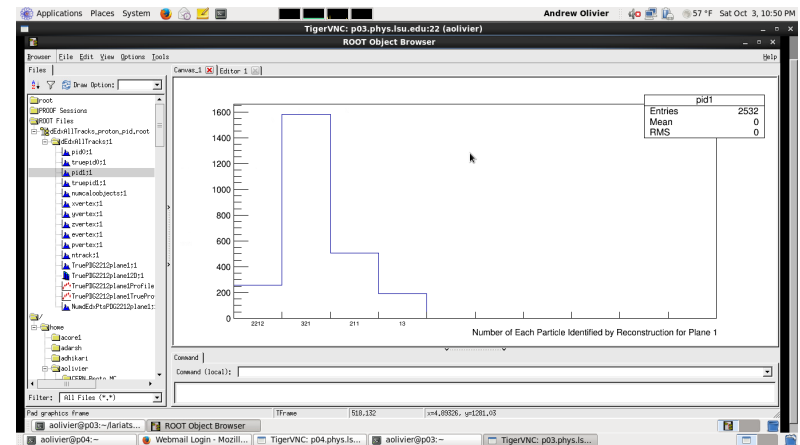 Applications Places System Andrew Olivier 57 °F Sat Oct 3, 10:50 PM
TigerVNC: p03.phys.lsu.edu:22 (aolivier)
ROOT Object Browser
Browser File Edit View Options Tools Help
Files Canvas_1 Editor 1
Draw Option:
root
PROOF Sessions
ROOT Files
dEdxAllTracks_proton_pid.root
dEdxAllTracks;1
pid0;1
truepid0;1
pid1;1
truepid1;1
numcaloobjects;1
xvertex;1
yvertex;1
zvertex;1
evertex;1
pvertex;1
ntrack;1
TruePDG2212plane1;1
TruePDG2212plane12D;1
TruePDG2212plane1Profile
TruePDG2212plane1TruePro
NumdEdxPtsPDG2212plane1;
/
home
acore1
adarsh
adhikari
aolivier
Filter: All Files (*.*)
pid1
Entries 2532
Mean 0
RMS 0
1600
1400
1200
1000
800
600
400
200
0
2212 321 211 13
Number of Each Particle Identified by Reconstruction for Plane 1
Command
Command (local):
Pad graphics frame TFrame 518,132 x=4.89326, y=1281.03
aolivier@p03:~/lariats... ROOT Object Browser
aolivier@p04:~ Webmail Login - Mozill... TigerVNC: p04.phys.ls... aolivier@p03:~ TigerVNC: p03.phys.ls...